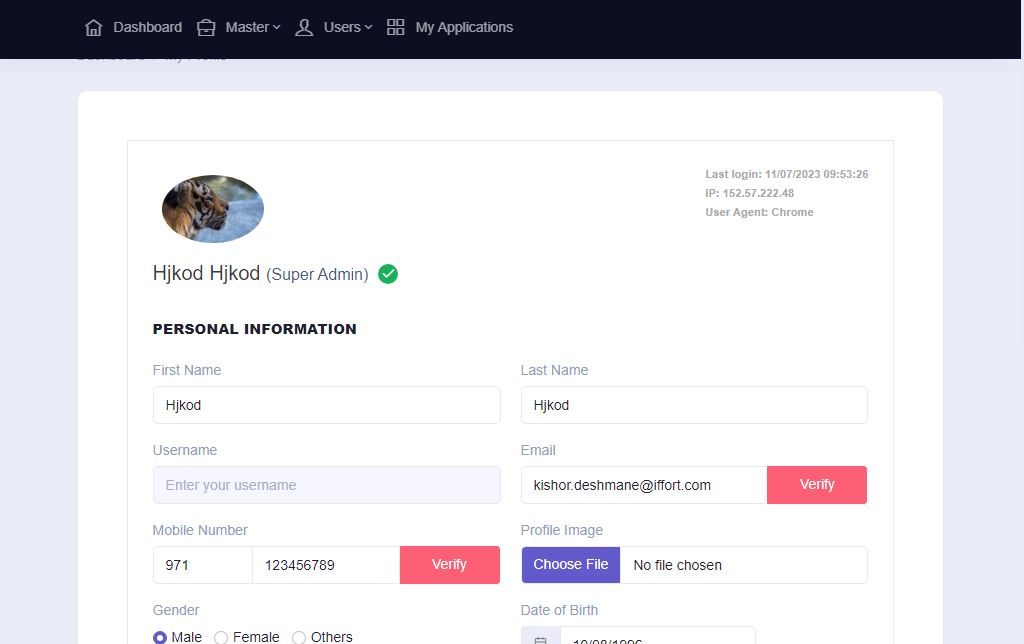 Dashboard Master Users My Applications
Last login: 11/07/2023 09:53:26
IP: 152.57.222.48
User Agent: Chrome
Hjkod Hjkod (Super Admin)
PERSONAL INFORMATION
First Name Last Name
Hjkod Hjkod
Username Email
Enter your username kishor.deshmane@iffort.com Verify
Mobile Number Profile Image
971 123456789 Verify Choose File No file chosen
Gender Date of Birth
Male Female Others